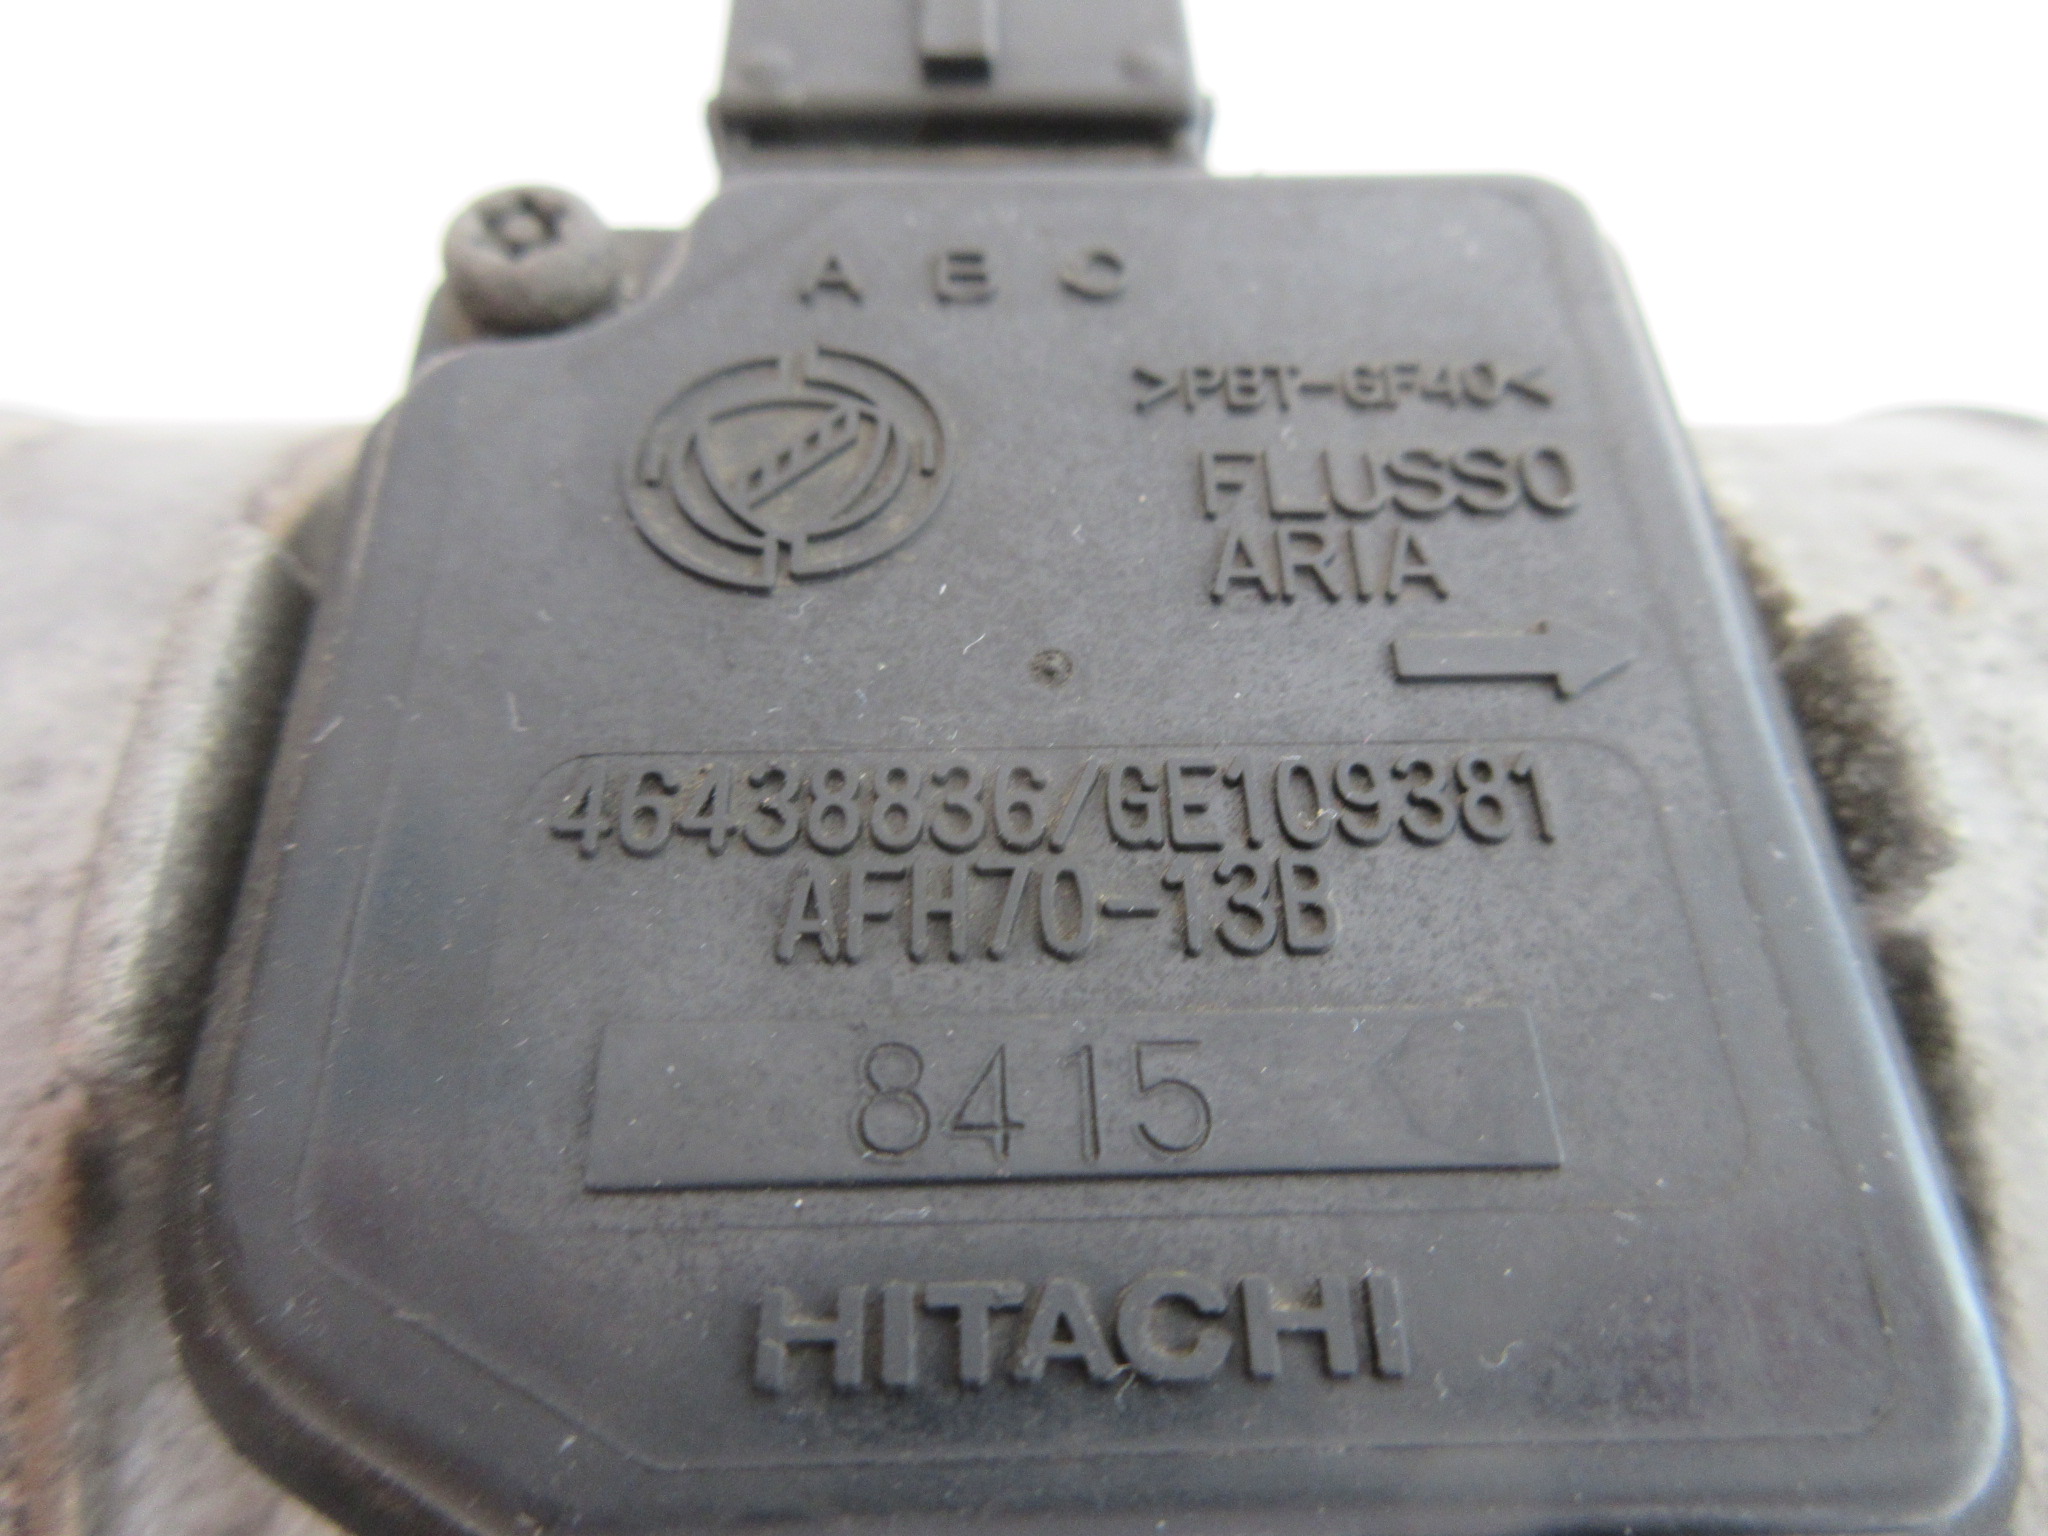 A B C
>PBT-GF40<
FLUSSO
ARIA
46438836/GE109381
AFH70-13B
8415
HITACHI